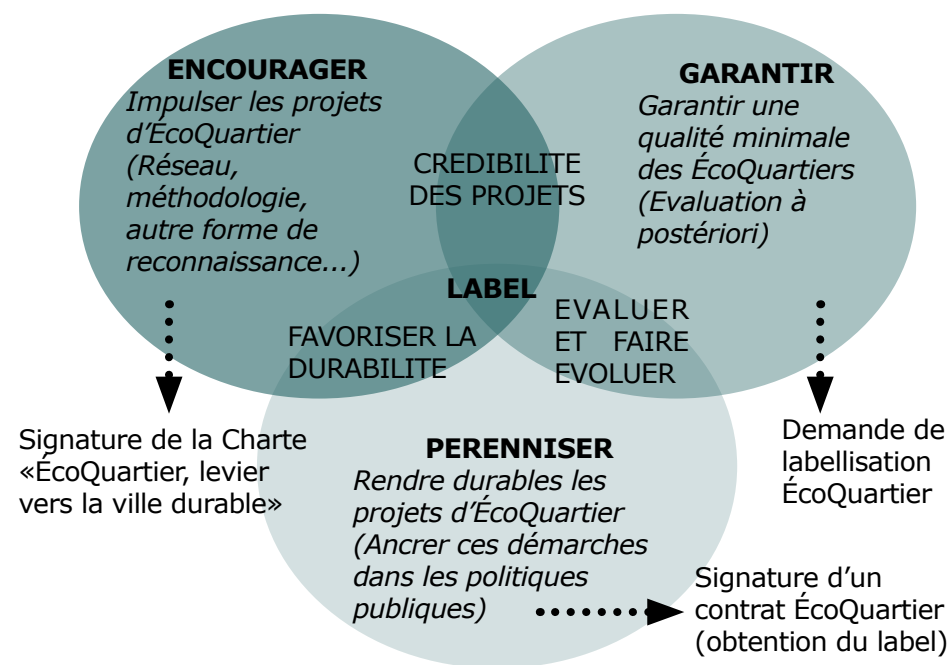 ENCOURAGER
Impulser les projets
d’ÉcoQuartier
(Réseau,
méthodologie,
autre forme de
reconnaissance...)
GARANTIR
Garantir une
qualité minimale
des ÉcoQuartiers
(Evaluation à
postériori)
CREDIBILITE
DES PROJETS
LABEL
FAVORISER LA
DURABILITE
EVALUER
ET FAIRE
EVOLUER
Signature de la Charte
«ÉcoQuartier, levier
vers la ville durable»
PERENNISER
Rendre durables les
projets d’ÉcoQuartier
(Ancrer ces démarches
dans les politiques
publiques)
Demande de
labellisation
ÉcoQuartier
Signature d’un
contrat ÉcoQuartier
(obtention du label)